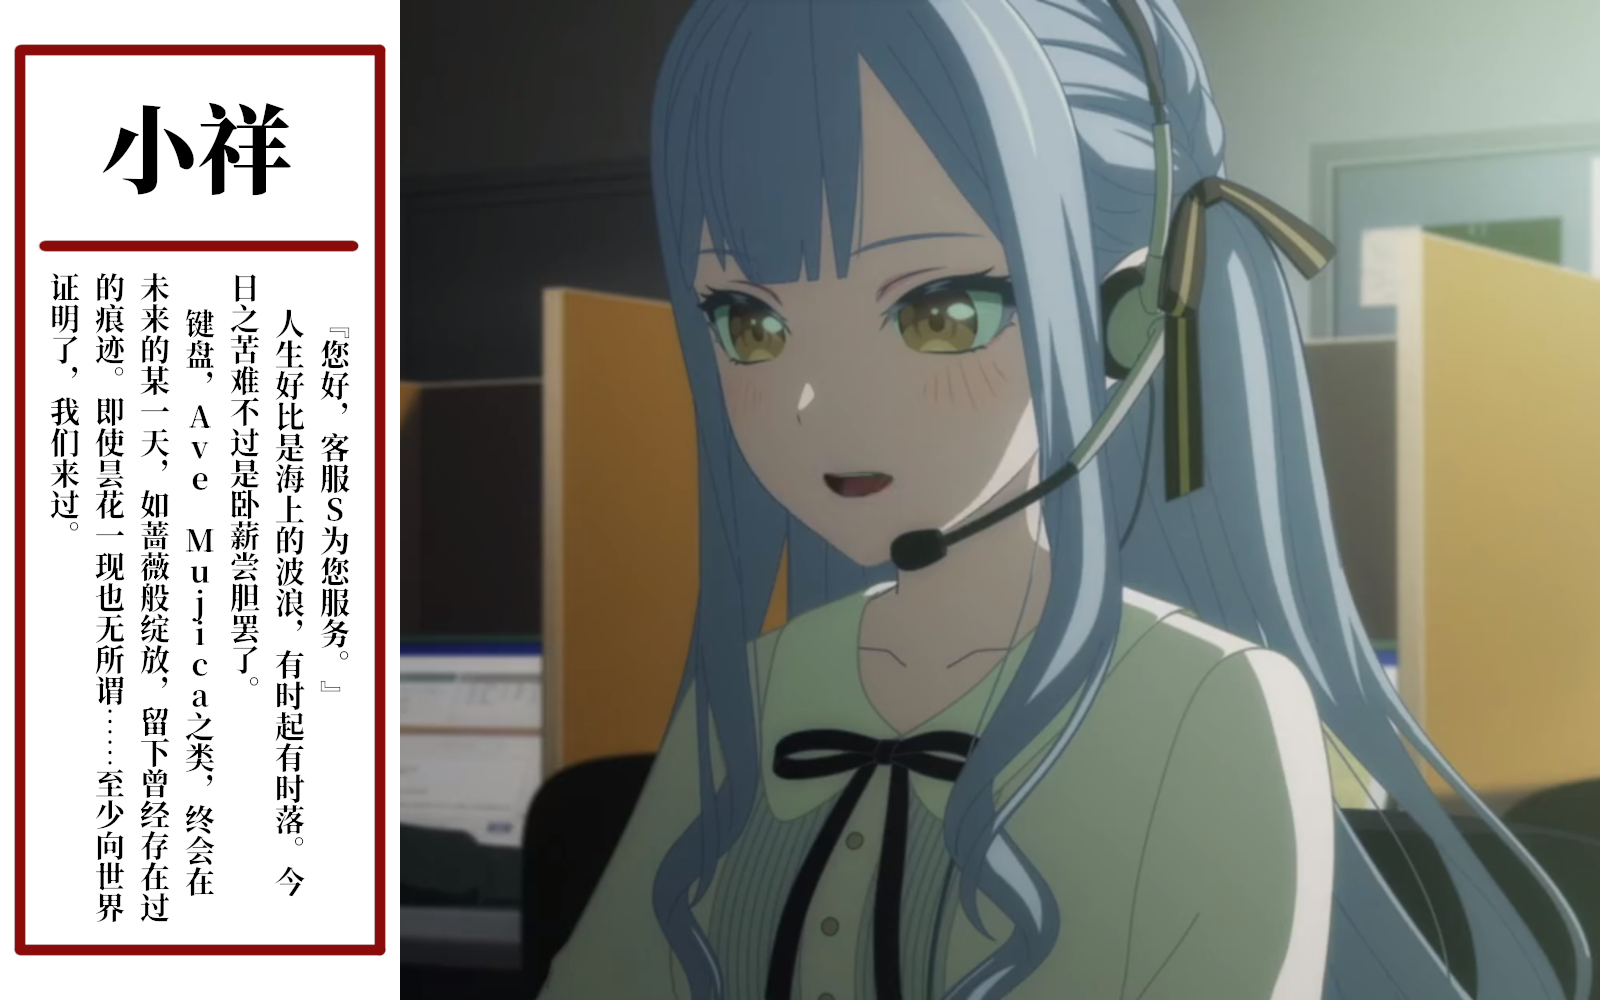 小祥
『您好，客服S为您服务。』
人生好比是海上的波浪，有时起有时落。今
日之苦难不过是卧薪尝胆罢了。
键盘，Ave Mujica之类，终会在
未来的某一天，如蔷薇般绽放，留下曾经存在过
的痕迹。即使昙花一现也无所谓……至少向世界
证明了，我们来过。